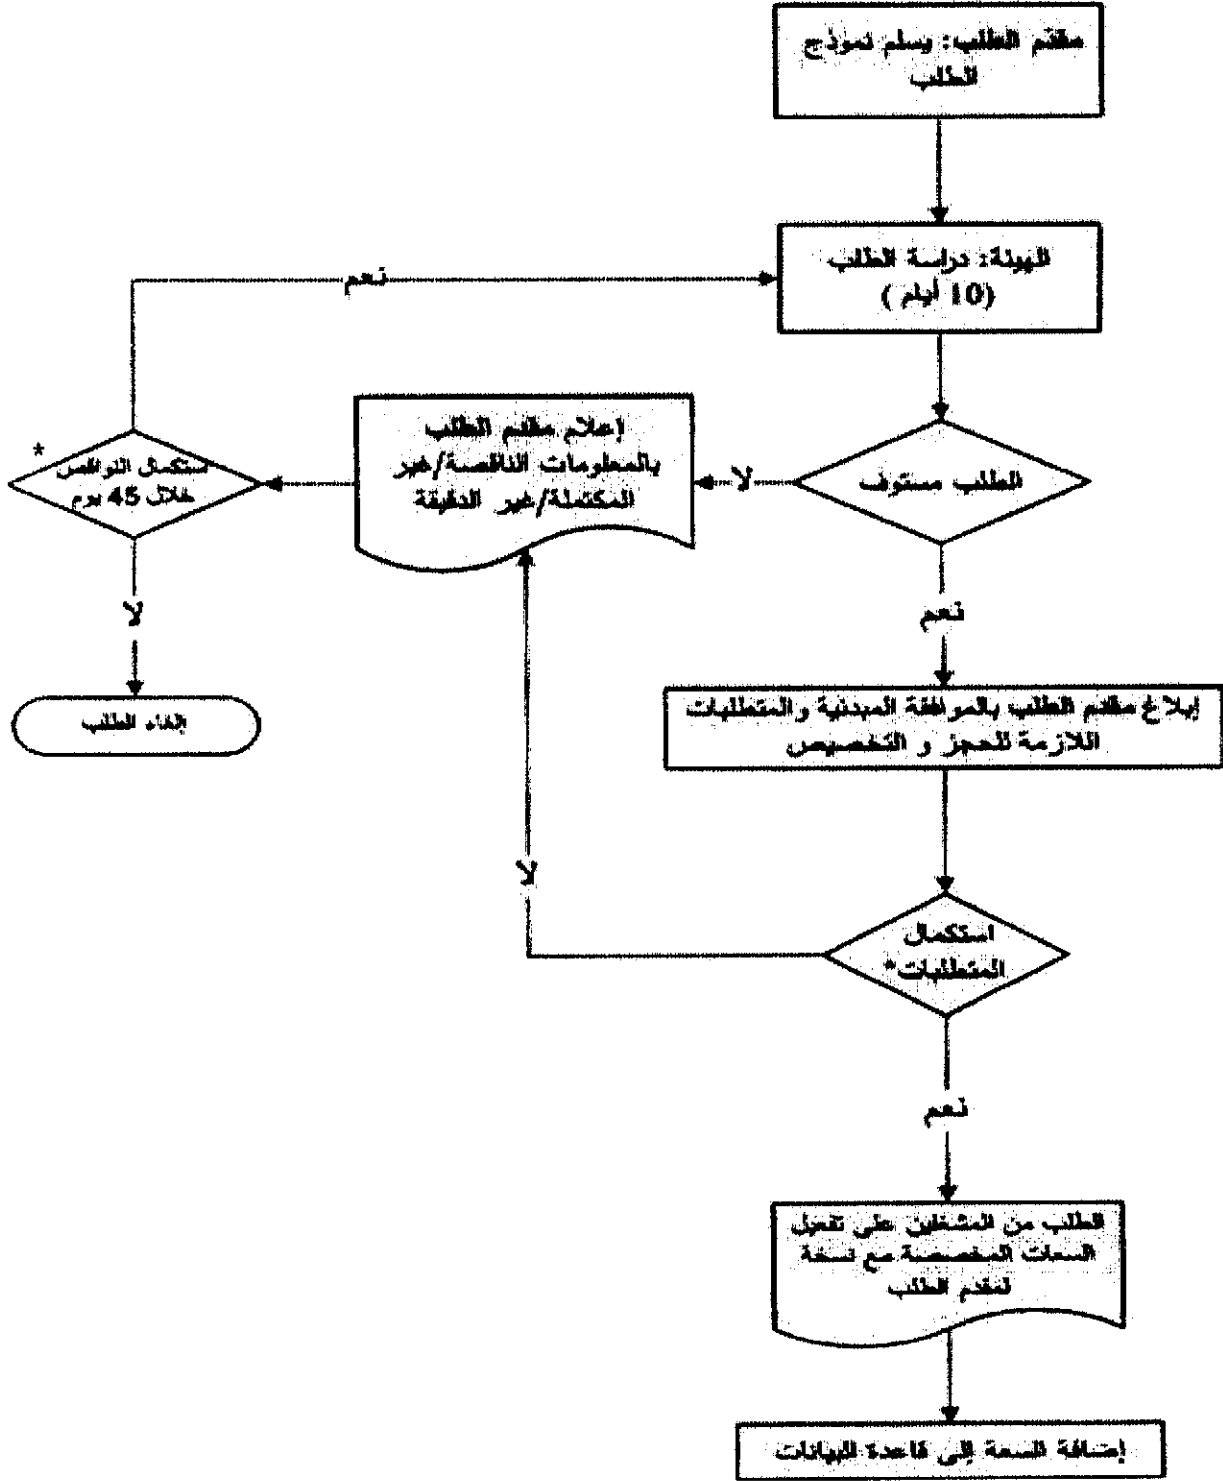 مقدم الطلب: يسلم نموذج
الطلب
الهيئة: دراسة الطلب
(10 أيام )
نعم
الطلب مستوف
لا
إعلام مقدم الطلب
بالمعلومات الناقصة/غير
المكتملة/غير الدقيقة
*
استكمال النواقص
خلال 45 يوم
لا
إلغاء الطلب
نعم
إبلاغ مقدم الطلب بالموافقة المبدئية والمتطلبات
اللازمة للحجز و التخصيص
لا
استكمال
المتطلبات*
نعم
الطلب من المشغلين على تفعيل
السعات المخصصة مع نسخة
لمقدم الطلب
إضافة السعة إلى قاعدة البيانات